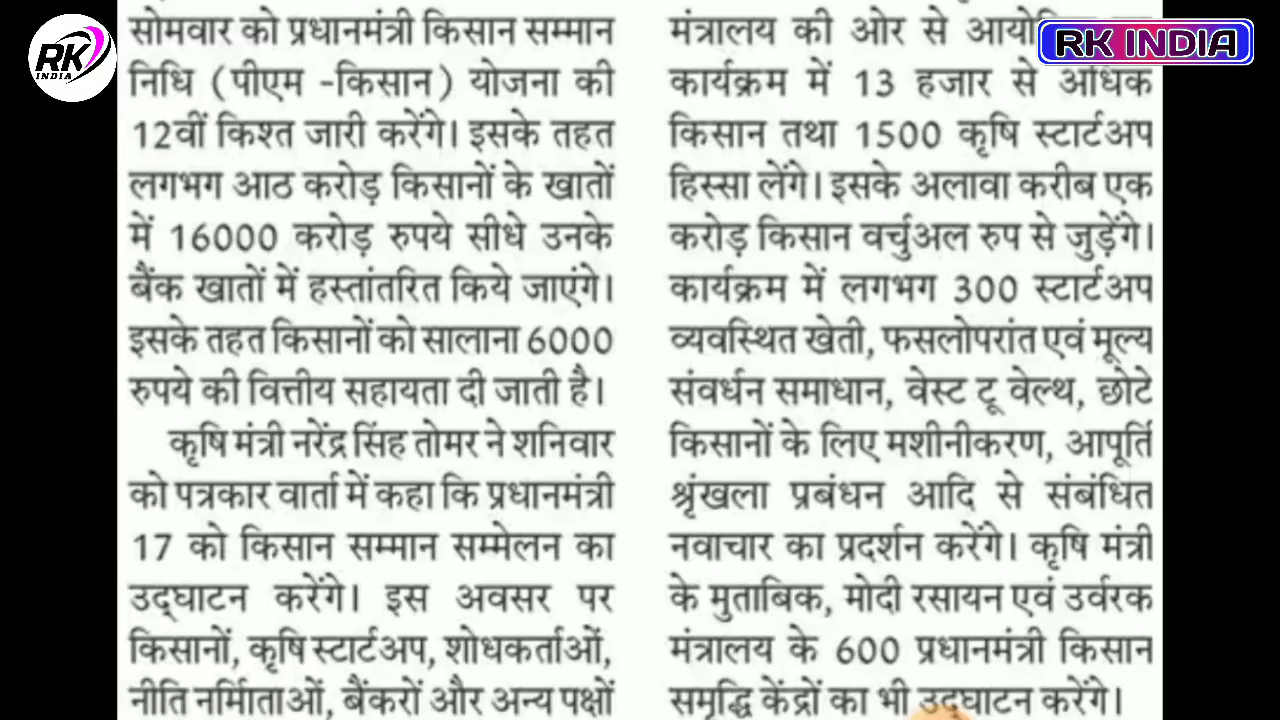 RK
INDIA
RK INDIA
सोमवार को प्रधानमंत्री किसान सम्मान
निधि (पीएम -किसान) योजना की
12वीं किश्त जारी करेंगे। इसके तहत
लगभग आठ करोड़ किसानों के खातों
में 16000 करोड़ रुपये सीधे उनके
बैंक खातों में हस्तांतरित किये जाएंगे।
इसके तहत किसानों को सालाना 6000
रुपये की वित्तीय सहायता दी जाती है।
कृषि मंत्री नरेंद्र सिंह तोमर ने शनिवार
को पत्रकार वार्ता में कहा कि प्रधानमंत्री
17 को किसान सम्मान सम्मेलन का
उद्घाटन करेंगे। इस अवसर पर
किसानों, कृषि स्टार्टअप, शोधकर्ताओं,
नीति नर्मािताओं, बैंकरों और अन्य पक्षों
मंत्रालय की ओर से
कार्यक्रम में 13 हजार से अधिक
किसान तथा 1500 कृषि स्टार्टअप
हिस्सा लेंगे। इसके अलावा करीब एक
करोड़ किसान वर्चुअल रुप से जुड़ेंगे।
कार्यक्रम में लगभग 300 स्टार्टअप
व्यवस्थित खेती, फसलोपरांत एवं मूल्य
संवर्धन समाधान, वेस्ट टू वेल्थ, छोटे
किसानों के लिए मशीनीकरण, आपूर्ति
श्रृंखला प्रबंधन आदि से संबंधित
नवाचार का प्रदर्शन करेंगे। कृषि मंत्री
के मुताबिक, मोदी रसायन एवं उर्वरक
मंत्रालय के 600 प्रधानमंत्री किसान
समृद्धि केंद्रों का भी उद्घाटन करेंगे।